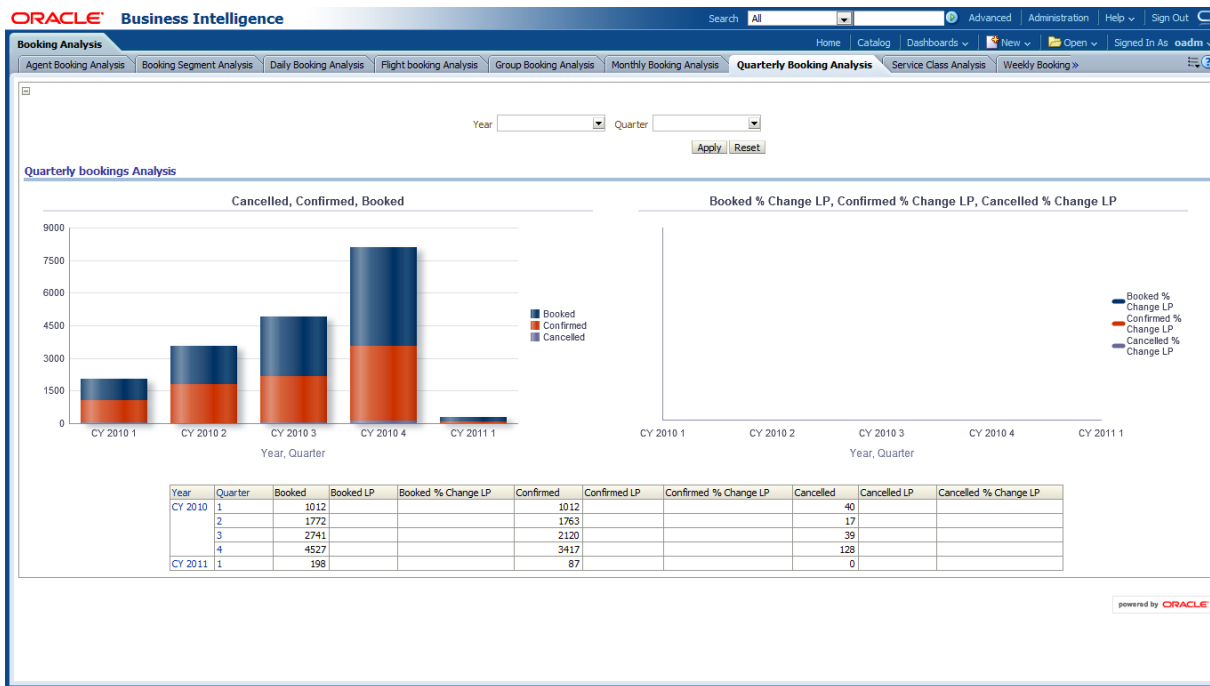 ORACLE® Business Intelligence
Search All Advanced Administration Help Sign Out
Booking Analysis
Home Catalog Dashboards New Open Signed In As oadm
Agent Booking Analysis Booking Segment Analysis Daily Booking Analysis Flight booking Analysis Group Booking Analysis Monthly Booking Analysis Quarterly Booking Analysis Service Class Analysis Weekly Booking »
Year Quarter
Apply Reset
Quarterly bookings Analysis
Cancelled, Confirmed, Booked
9000
7500
6000
4500
3000
1500
0
CY 2010 1 CY 2010 2 CY 2010 3 CY 2010 4 CY 2011 1
Year, Quarter
Booked
Confirmed
Cancelled
Booked % Change LP, Confirmed % Change LP, Cancelled % Change LP
CY 2010 1 CY 2010 2 CY 2010 3 CY 2010 4 CY 2011 1
Year, Quarter
Booked %
Change LP
Confirmed %
Change LP
Cancelled %
Change LP
Year Quarter Booked Booked LP Booked % Change LP Confirmed Confirmed LP Confirmed % Change LP Cancelled Cancelled LP Cancelled % Change LP
CY 2010 1 1012 1012 40
2 1772 1763 17
3 2741 2120 39
4 4527 3417 128
CY 2011 1 198 87 0
powered by ORACLE®